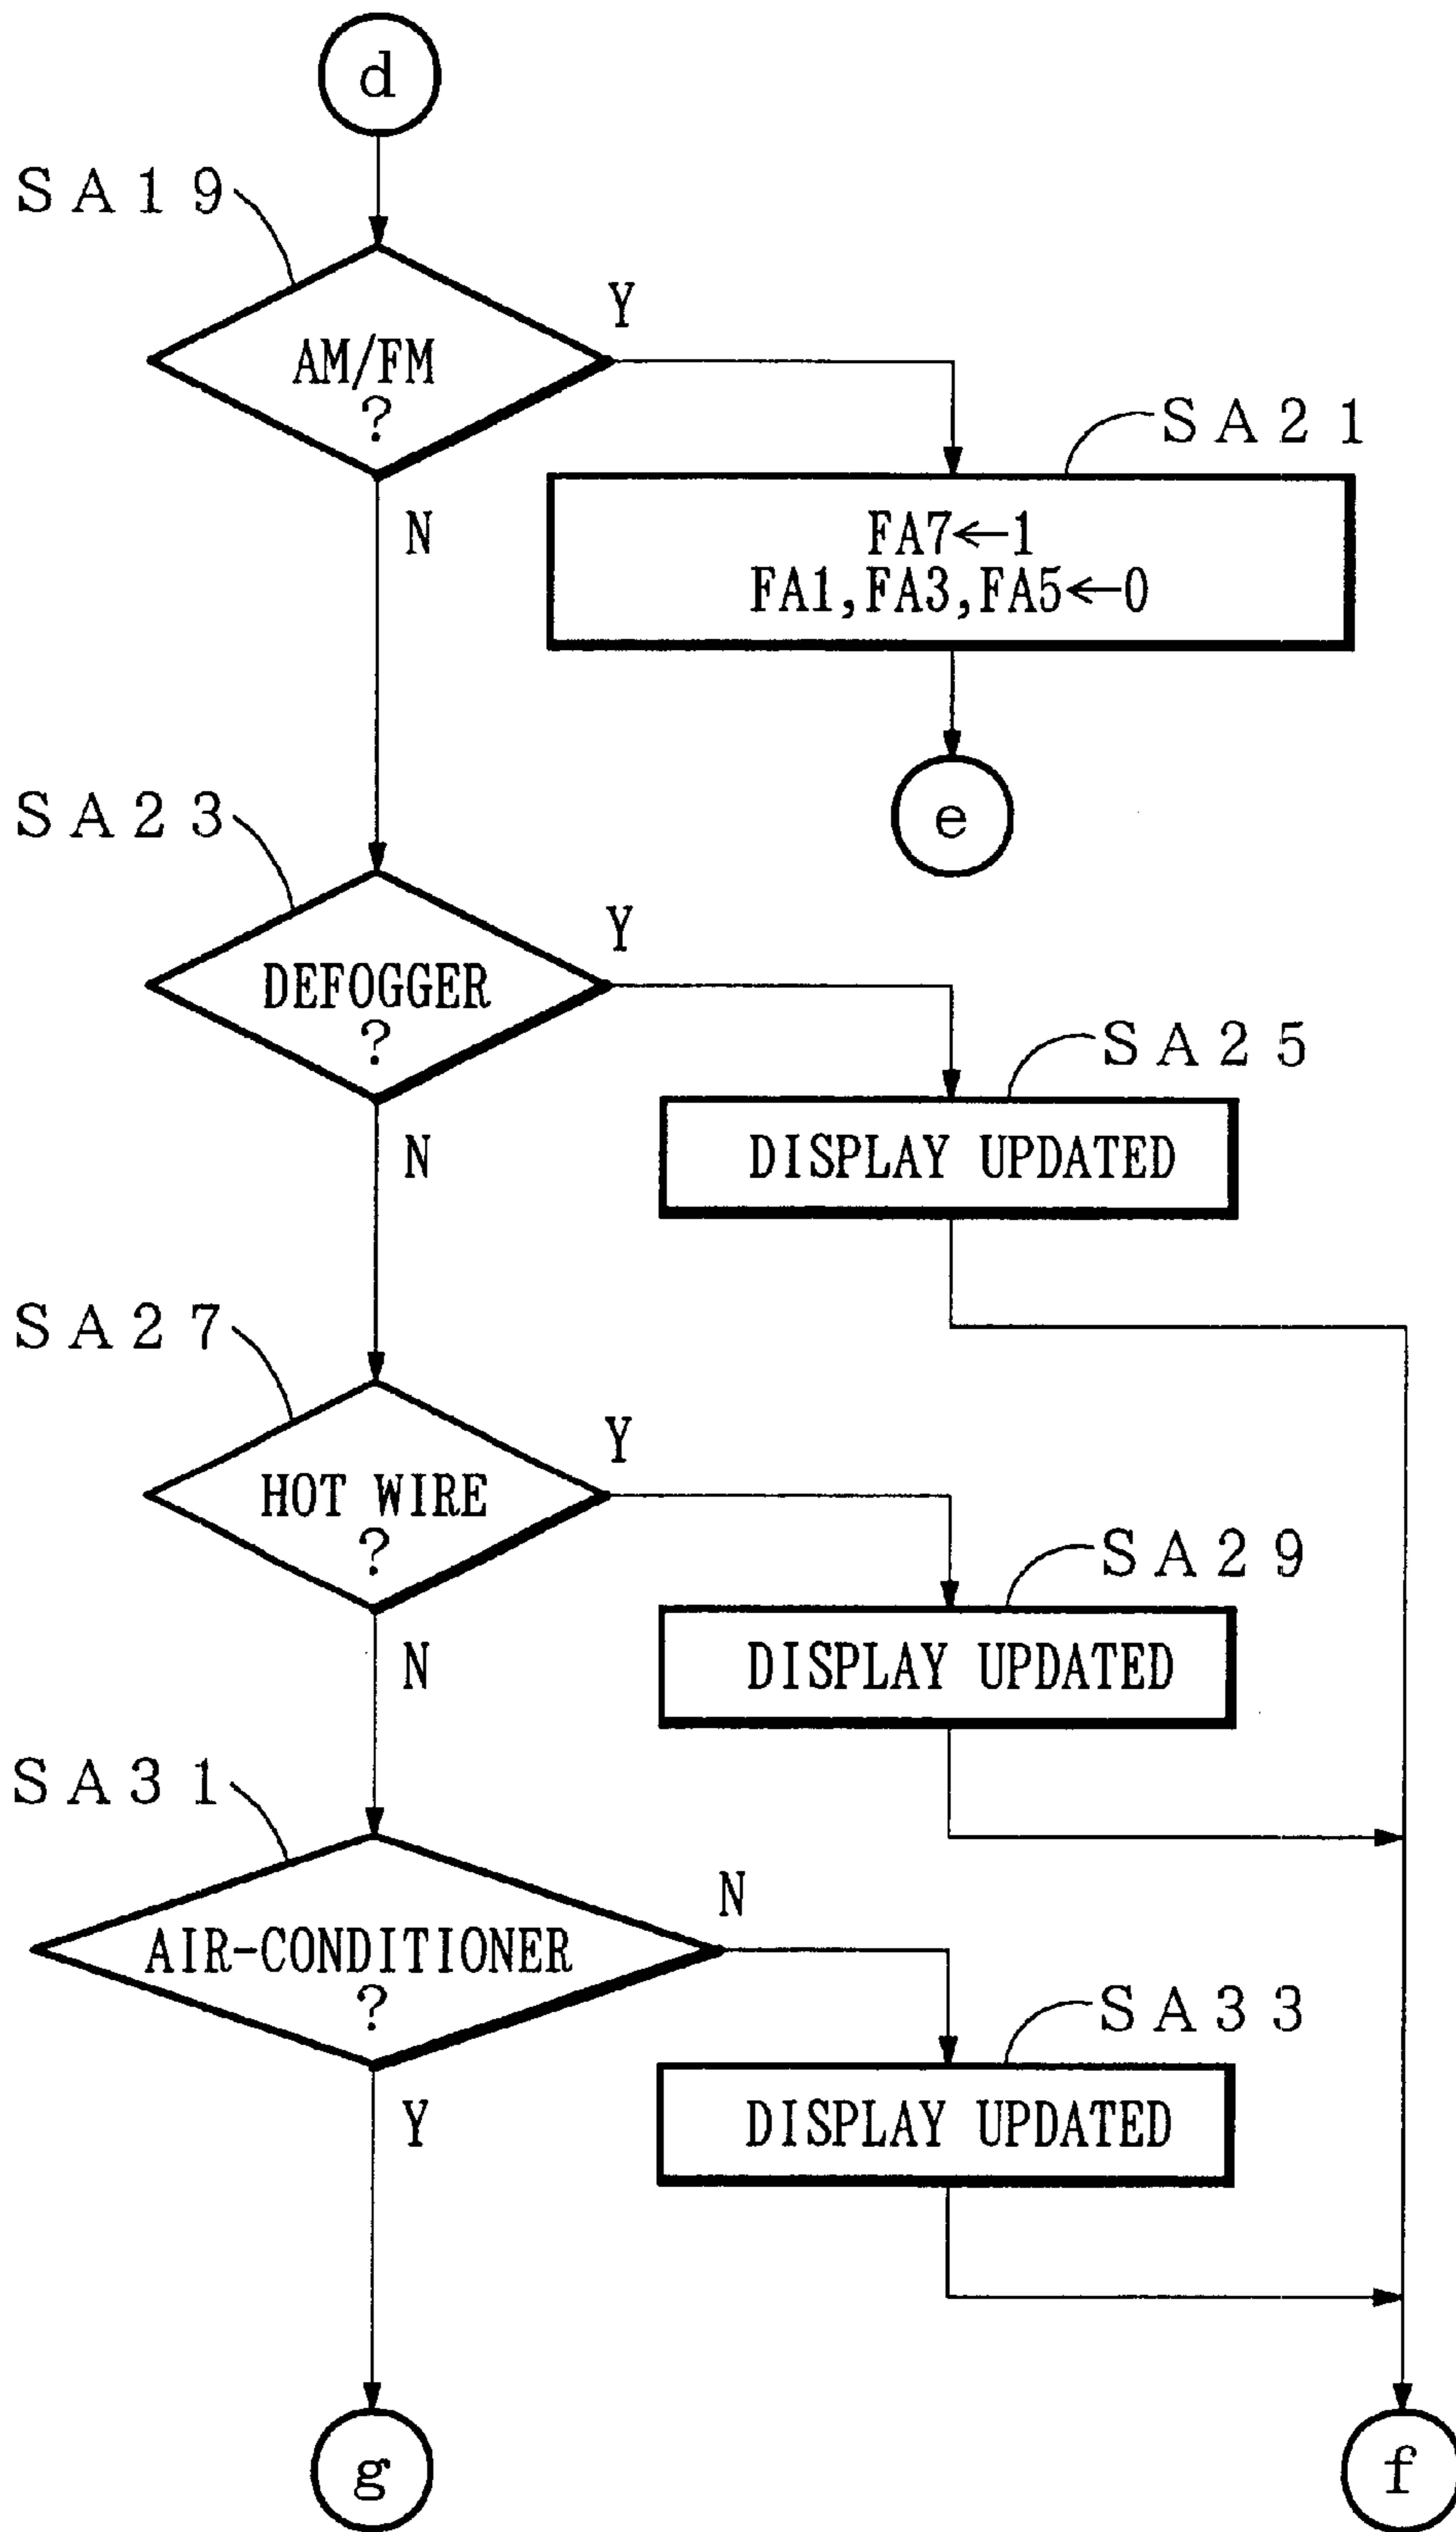 d
SA19
Y
AM/FM
?
SA21
N
FA7←1
FA1,FA3,FA5←0
e
SA23
Y
DEFOGGER
?
SA25
N
DISPLAY UPDATED
SA27
Y
HOT WIRE
?
SA29
N
DISPLAY UPDATED
SA31
N
AIR-CONDITIONER
?
SA33
Y
DISPLAY UPDATED
g
f